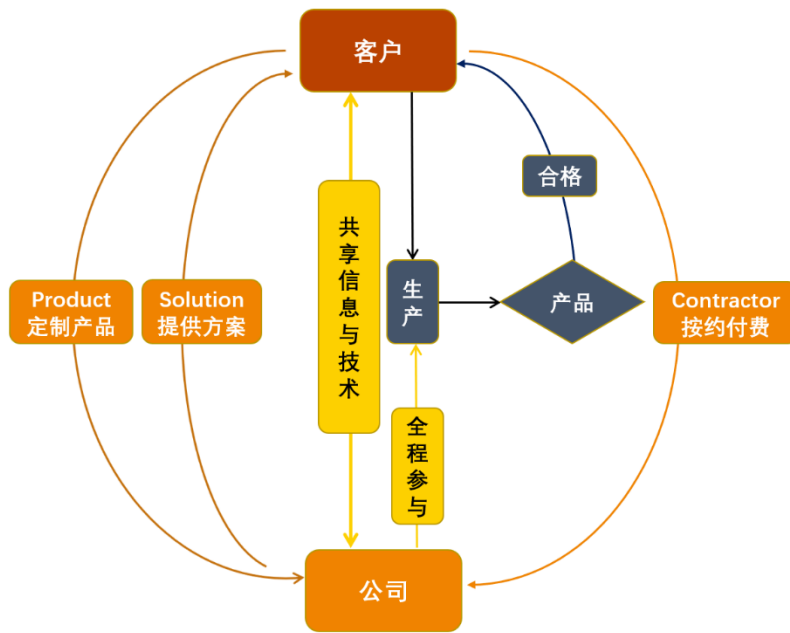 客户
合格
共享信息与技术
生产
产品
Product
定制产品
Solution
提供方案
Contractor
按约付费
全程参与
公司